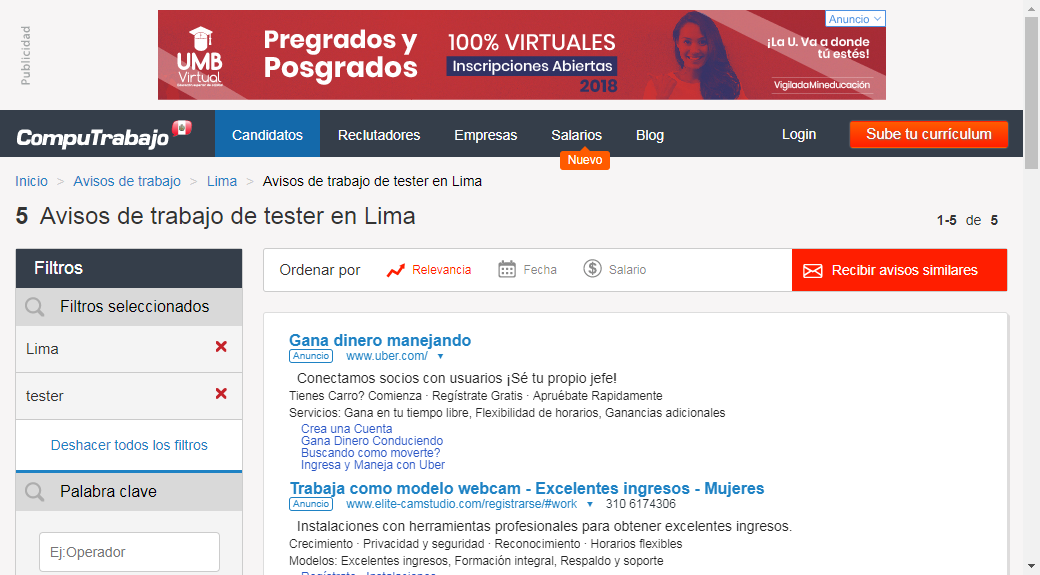 Publicidad
UMB
Virtual
Pregrados y
Posgrados
100% VIRTUALES
Inscripciones Abiertas
2018
Anuncio
¡La U. Va a donde
tú estés!
VigiladaMineducación
CompuTrabajo
Candidatos
Reclutadores
Empresas
Salarios
Nuevo
Blog
Login
Sube tu currículum
Inicio > Avisos de trabajo > Lima > Avisos de trabajo de tester en Lima
5 Avisos de trabajo de tester en Lima
1-5 de 5
Filtros
Filtros seleccionados
Lima
tester
Deshacer todos los filtros
Palabra clave
Ej:Operador
Ordenar por
Relevancia
Fecha
Salario
Recibir avisos similares
Gana dinero manejando
Anuncio www.uber.com/
Conectamos socios con usuarios ¡Sé tu propio jefe!
Tienes Carro? Comienza · Regístrate Gratis · Apruébate Rapidamente
Servicios: Gana en tu tiempo libre, Flexibilidad de horarios, Ganancias adicionales
Crea una Cuenta
Gana Dinero Conduciendo
Buscando como moverte?
Ingresa y Maneja con Uber
Trabaja como modelo webcam - Excelentes ingresos - Mujeres
Anuncio www.elite-camstudio.com/registrarse/#work 310 6174306
Instalaciones con herramientas profesionales para obtener excelentes ingresos.
Crecimiento · Privacidad y seguridad · Reconocimiento · Horarios flexibles
Modelos: Excelentes ingresos, Formación integral, Respaldo y soporte
Regístrate Instalaciones